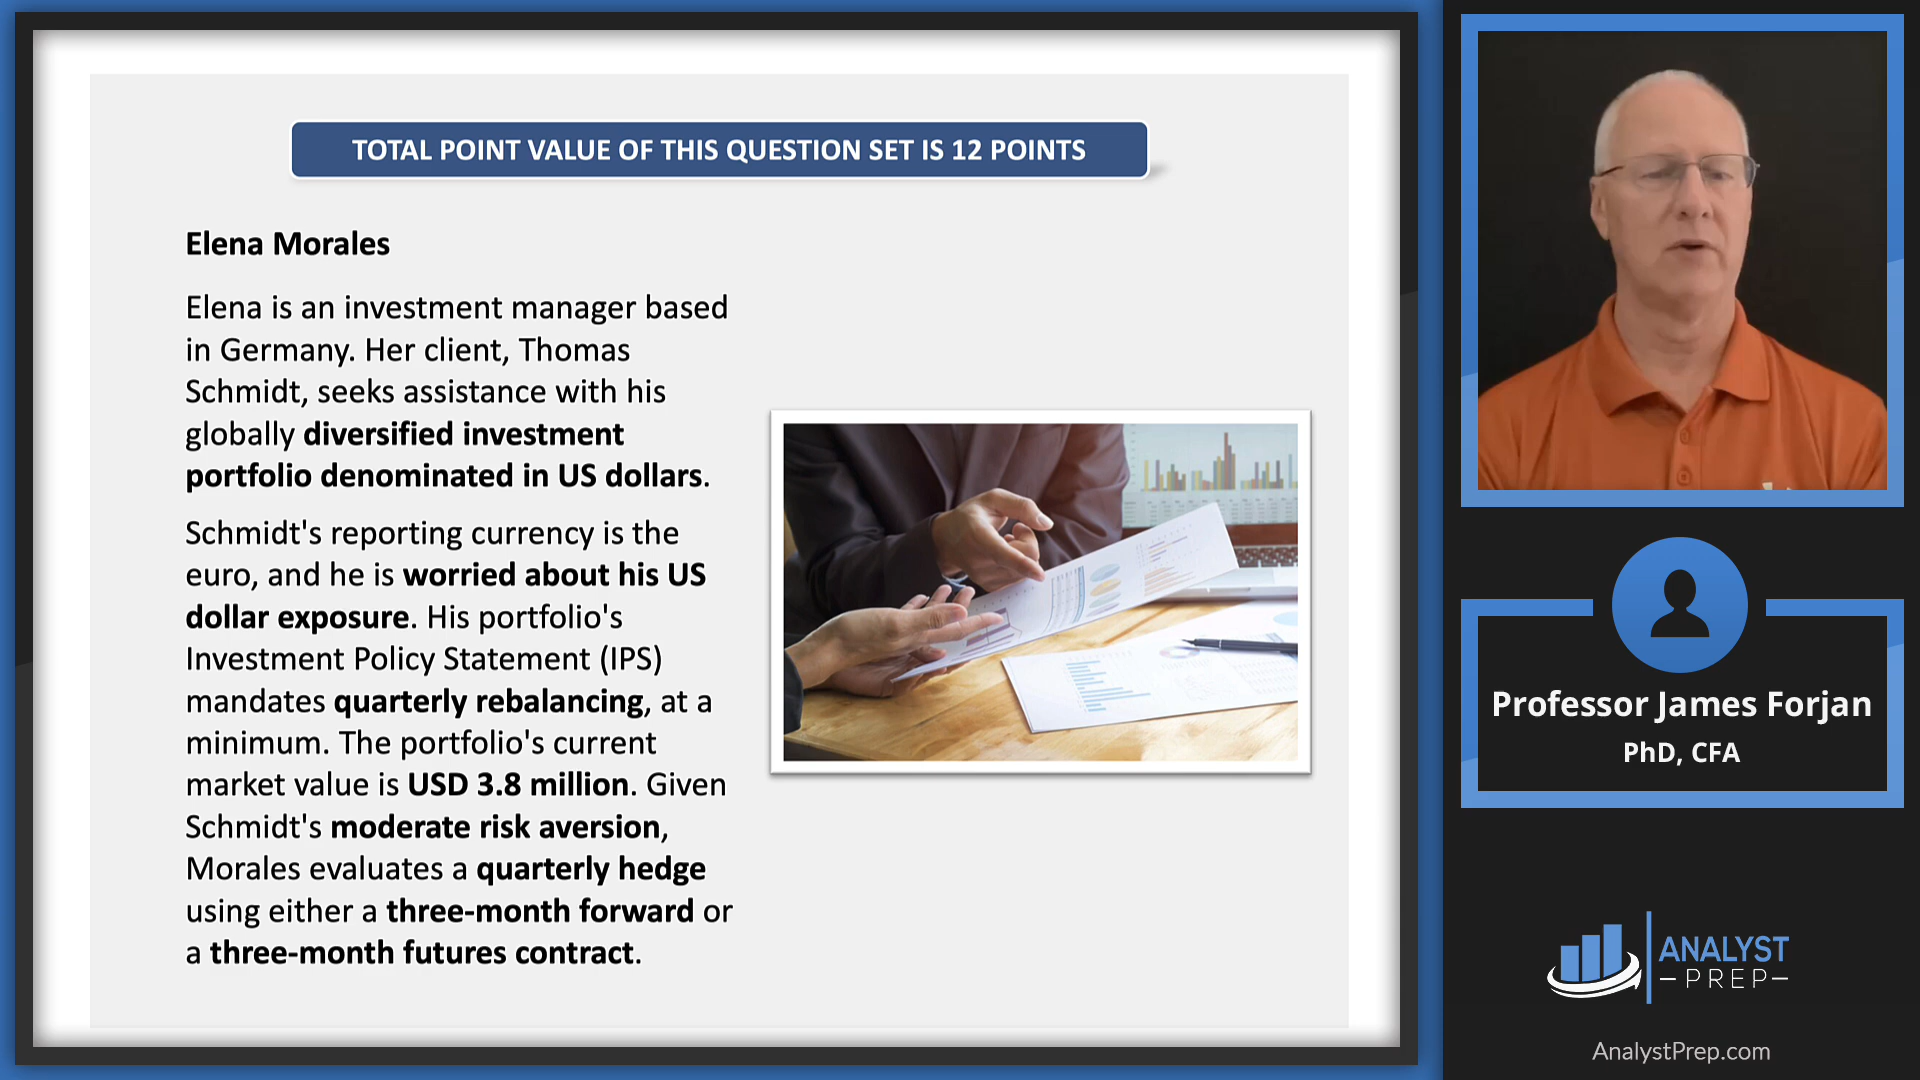 TOTAL POINT VALUE OF THIS QUESTION SET IS 12 POINTS
Elena Morales
Elena is an investment manager based
in Germany. Her client, Thomas
Schmidt, seeks assistance with his
globally diversified investment
portfolio denominated in US dollars.
Schmidt's reporting currency is the
euro, and he is worried about his US
dollar exposure. His portfolio's
Investment Policy Statement (IPS)
mandates quarterly rebalancing, at a
minimum. The portfolio's current
market value is USD 3.8 million. Given
Schmidt's moderate risk aversion,
Morales evaluates a quarterly hedge
using either a three-month forward or
a three-month futures contract.
Professor James Forjan
PhD, CFA
ANALYST
PREP
AnalystPrep.com